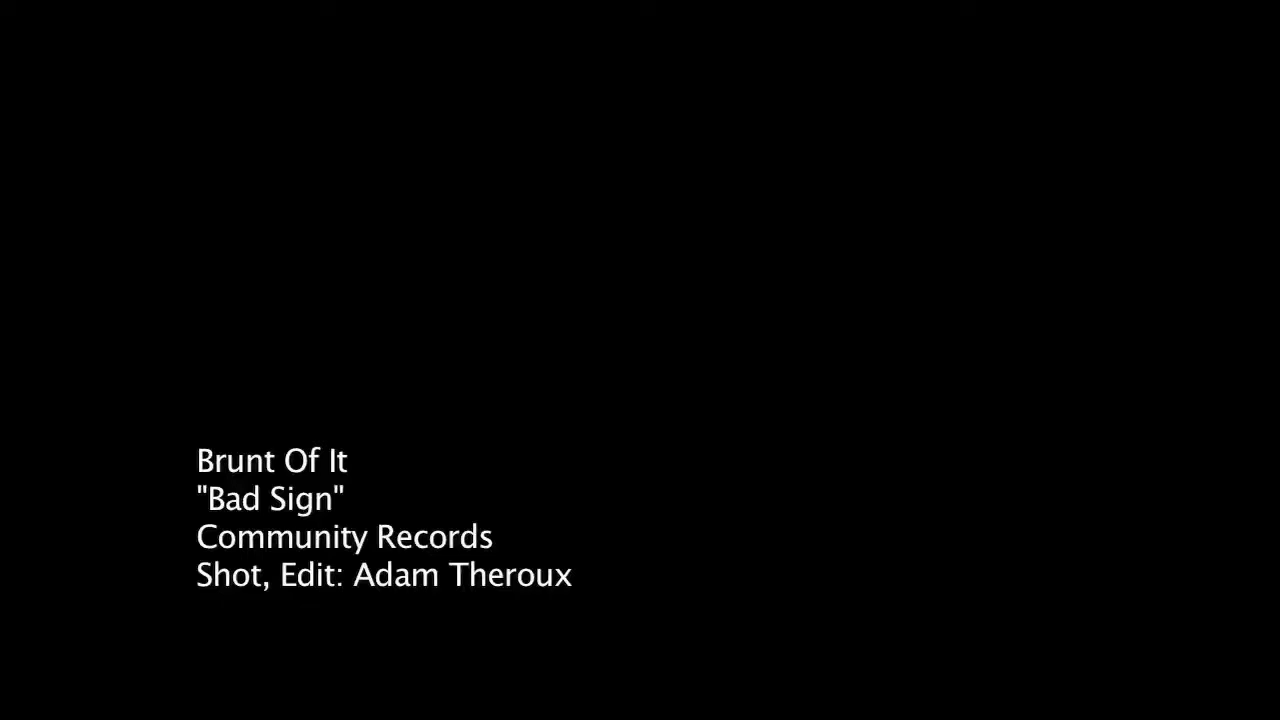 Brunt Of It
"Bad Sign"
Community Records
Shot, Edit: Adam Theroux